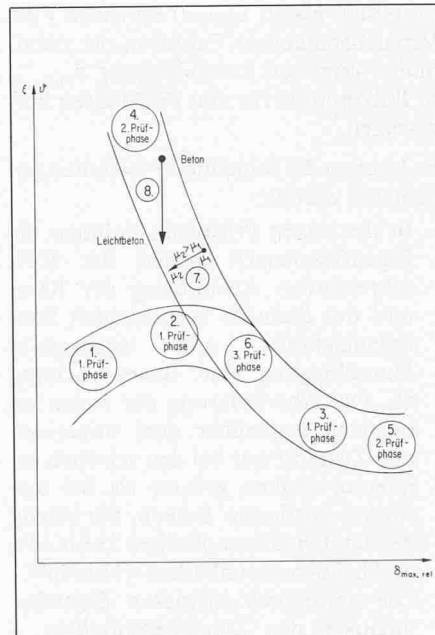 ξ ϑ
4.
2. Prüf-
phase
Beton
8.
Leichtbeton
μ₂ > μ₁
μ₁
μ₂
7.
2.
1. Prüf-
phase
1.
1. Prüf-
phase
6.
3. Prüf-
phase
3.
1. Prüf-
phase
5.
2. Prüf-
phase
δmax, rel